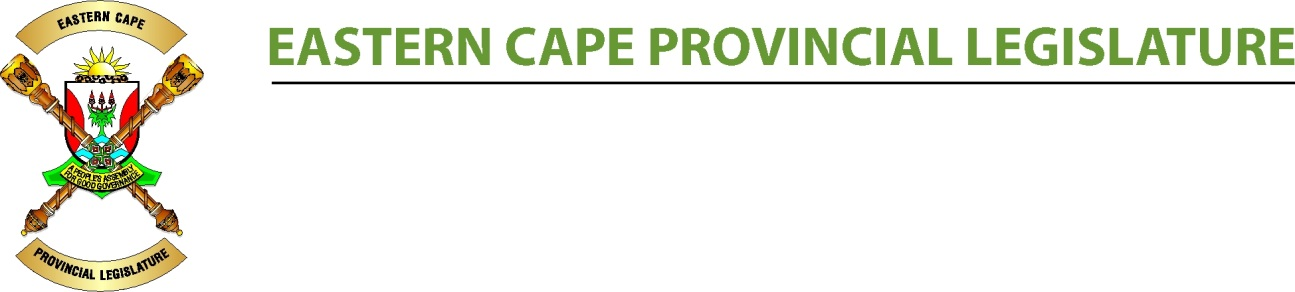 EASTERN CAPE
A PEOPLE'S ASSEMBLY
FOR GOOD GOVERNANCE
PROVINCIAL LEGISLATURE
EASTERN CAPE PROVINCIAL LEGISLATURE